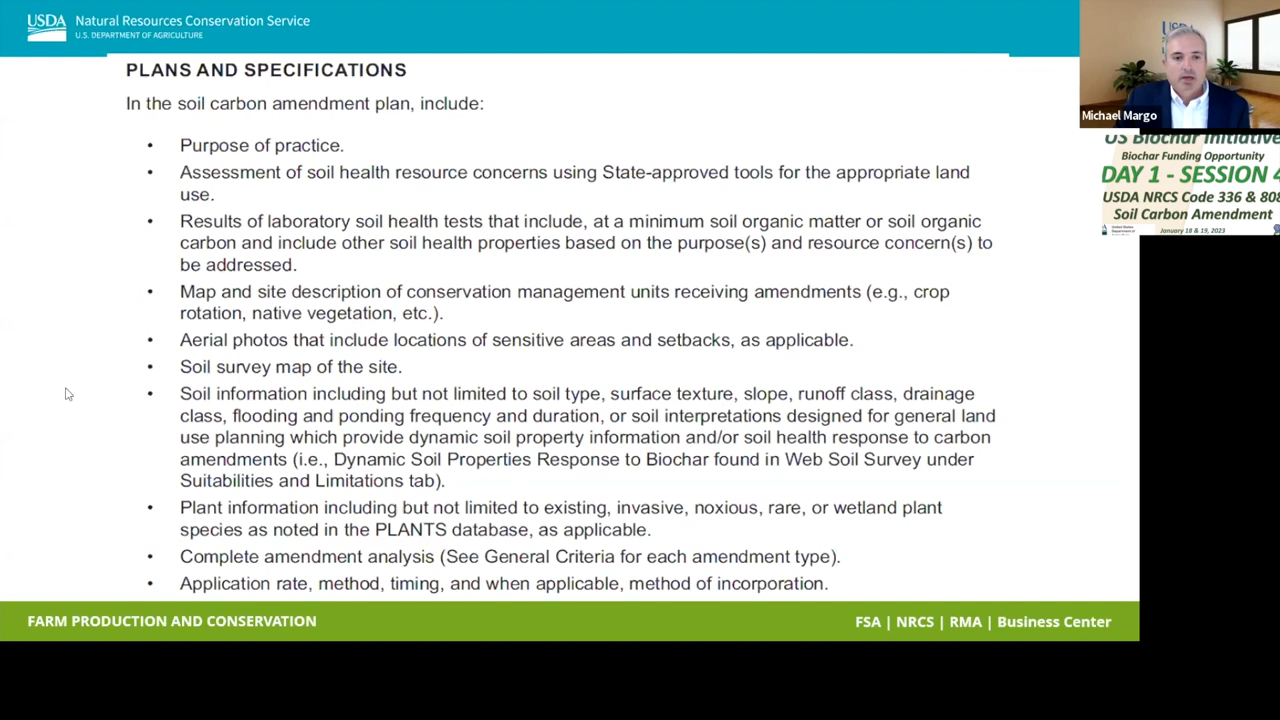 USDA Natural Resources Conservation Service
U.S. DEPARTMENT OF AGRICULTURE
PLANS AND SPECIFICATIONS
In the soil carbon amendment plan, include:
• Purpose of practice.
• Assessment of soil health resource concerns using State-approved tools for the appropriate land
use.
• Results of laboratory soil health tests that include, at a minimum soil organic matter or soil organic
carbon and include other soil health properties based on the purpose(s) and resource concern(s) to
be addressed.
• Map and site description of conservation management units receiving amendments (e.g., crop
rotation, native vegetation, etc.).
• Aerial photos that include locations of sensitive areas and setbacks, as applicable.
• Soil survey map of the site.
• Soil information including but not limited to soil type, surface texture, slope, runoff class, drainage
class, flooding and ponding frequency and duration, or soil interpretations designed for general land
use planning which provide dynamic soil property information and/or soil health response to carbon
amendments (i.e., Dynamic Soil Properties Response to Biochar found in Web Soil Survey under
Suitabilities and Limitations tab).
• Plant information including but not limited to existing, invasive, noxious, rare, or wetland plant
species as noted in the PLANTS database, as applicable.
• Complete amendment analysis (See General Criteria for each amendment type).
• Application rate, method, timing, and when applicable, method of incorporation.
FARM PRODUCTION AND CONSERVATION
FSA | NRCS | RMA | Business Center
Michael Margo
US Biochar Initiative
Biochar Funding Opportunity
DAY 1 - SESSION 4
USDA NRCS Code 336 & 808
Soil Carbon Amendment
January 18 & 19, 2023